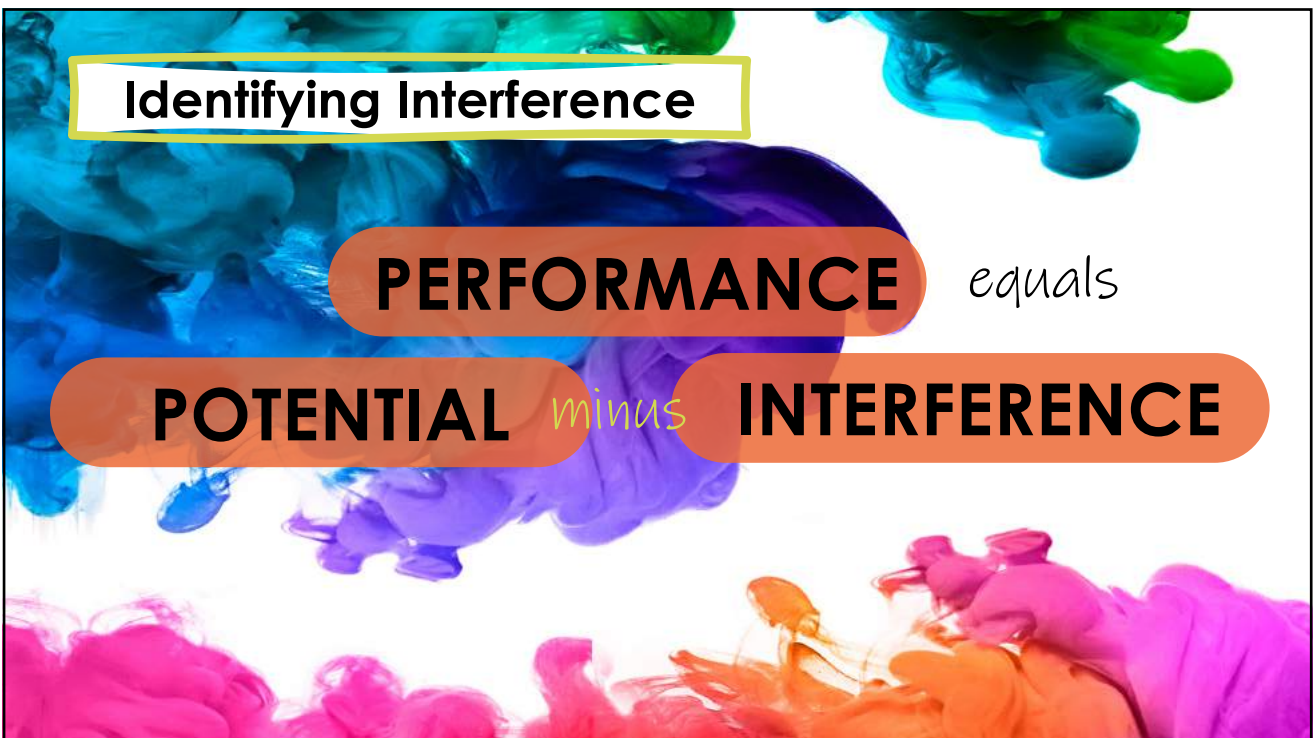 Identifying Interference
PERFORMANCE equals
POTENTIAL minus INTERFERENCE